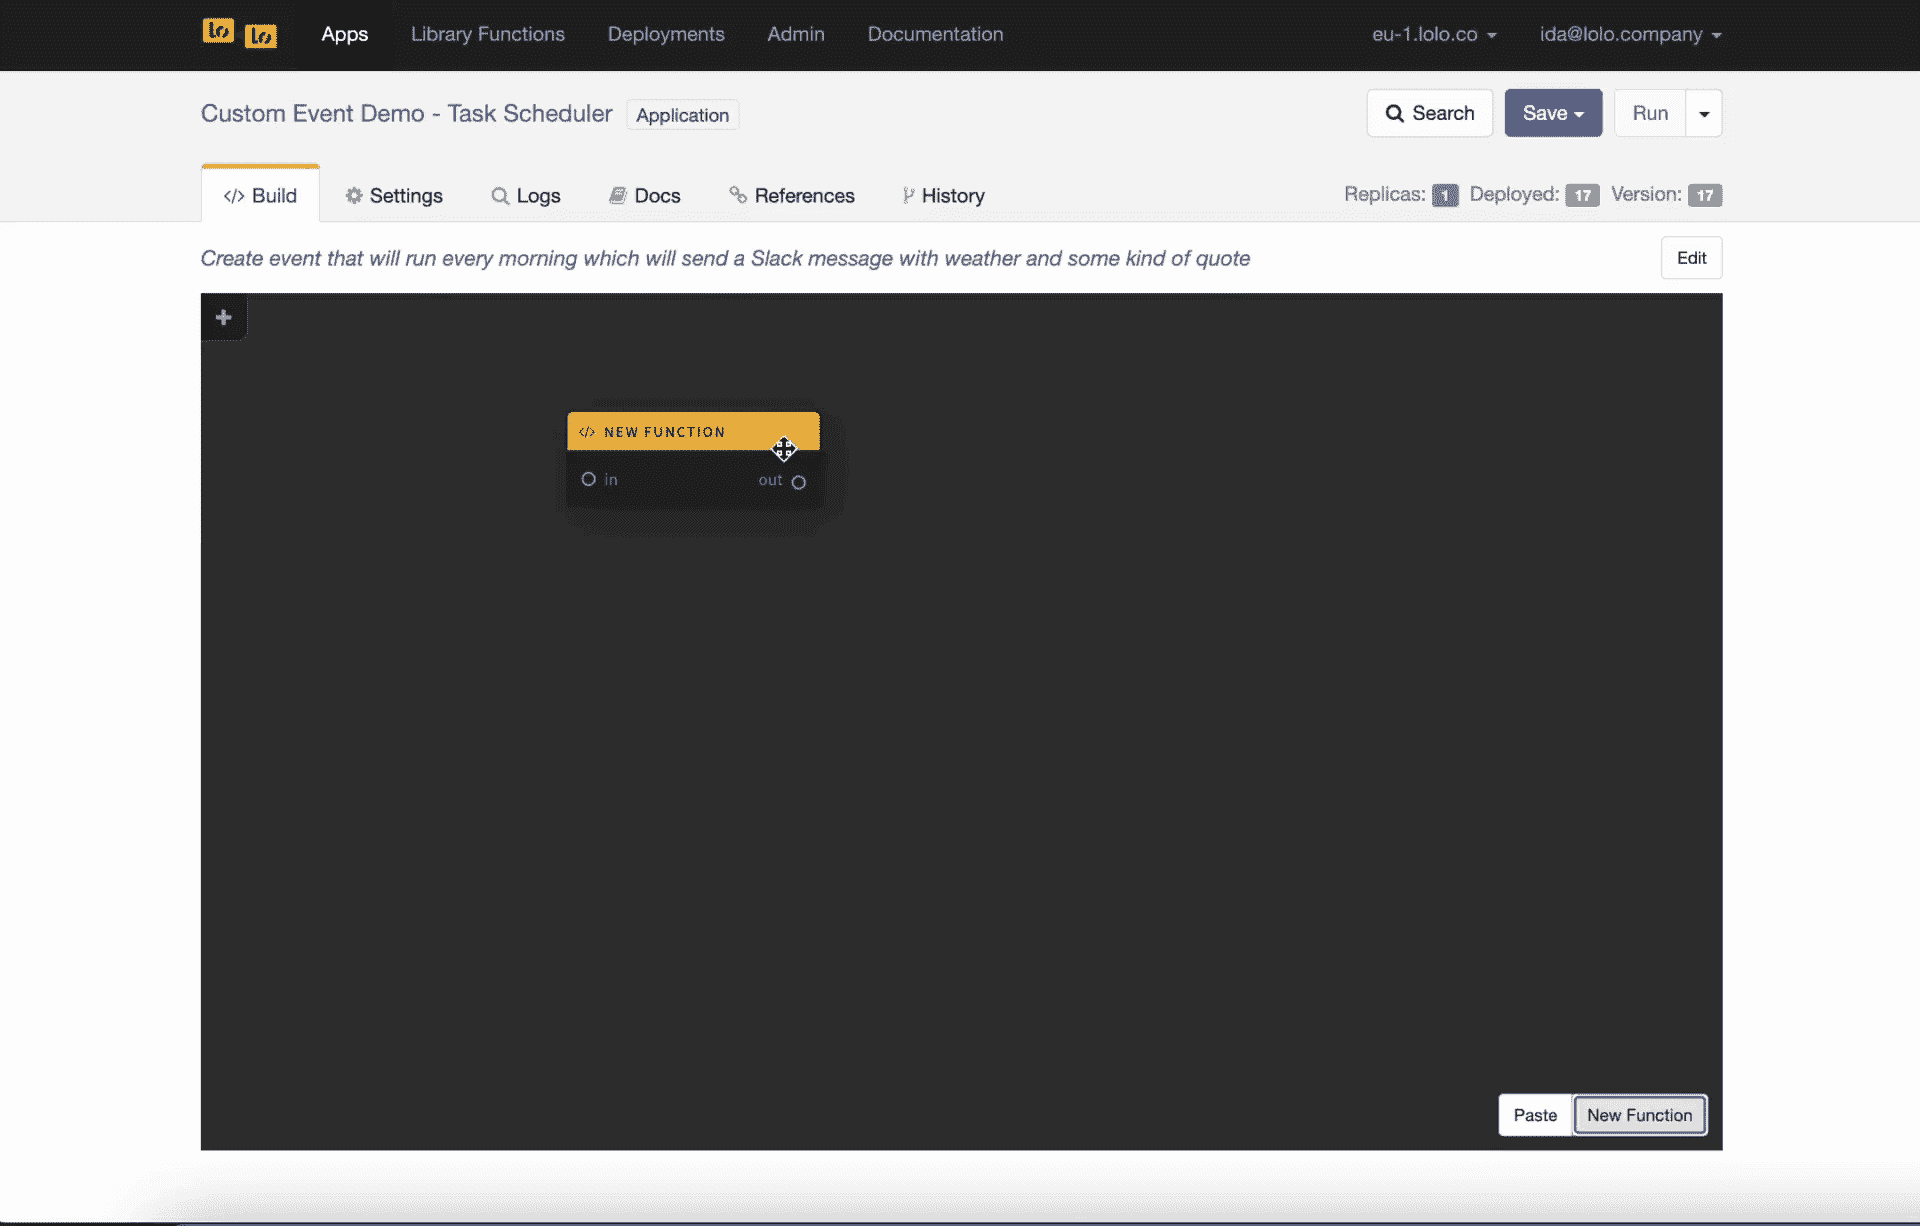 lo lo Apps Library Functions Deployments Admin Documentation eu-1.lolo.co ida@lolo.company
Custom Event Demo - Task Scheduler Application Search Save Run
</> Build Settings Logs Docs References History Replicas: 1 Deployed: 17 Version: 17
Create event that will run every morning which will send a Slack message with weather and some kind of quote Edit
+
</> NEW FUNCTION
in out
Paste New Function